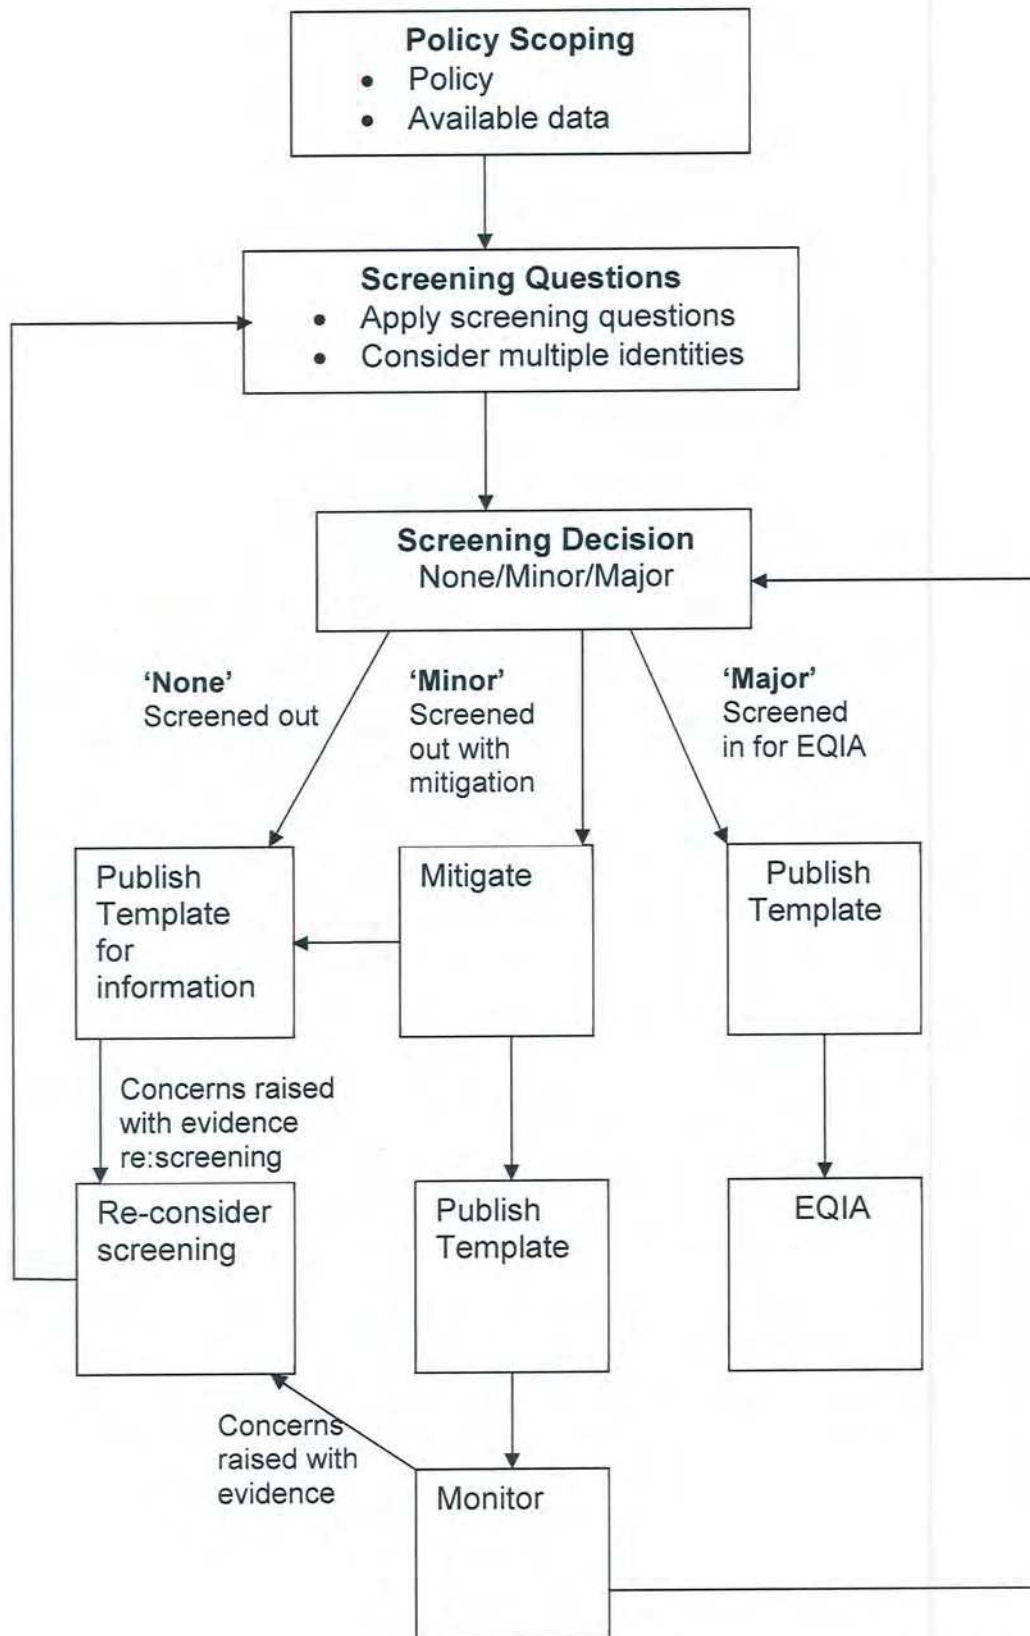 Policy Scoping
• Policy
• Available data
Screening Questions
• Apply screening questions
• Consider multiple identities
Screening Decision
None/Minor/Major
‘None’
Screened out
‘Minor’
Screened
out with
mitigation
‘Major’
Screened
in for EQIA
Publish
Template
for
information
Mitigate
Publish
Template
Concerns raised
with evidence
re:screening
Re-consider
screening
Publish
Template
EQIA
Concerns
raised with
evidence
Monitor